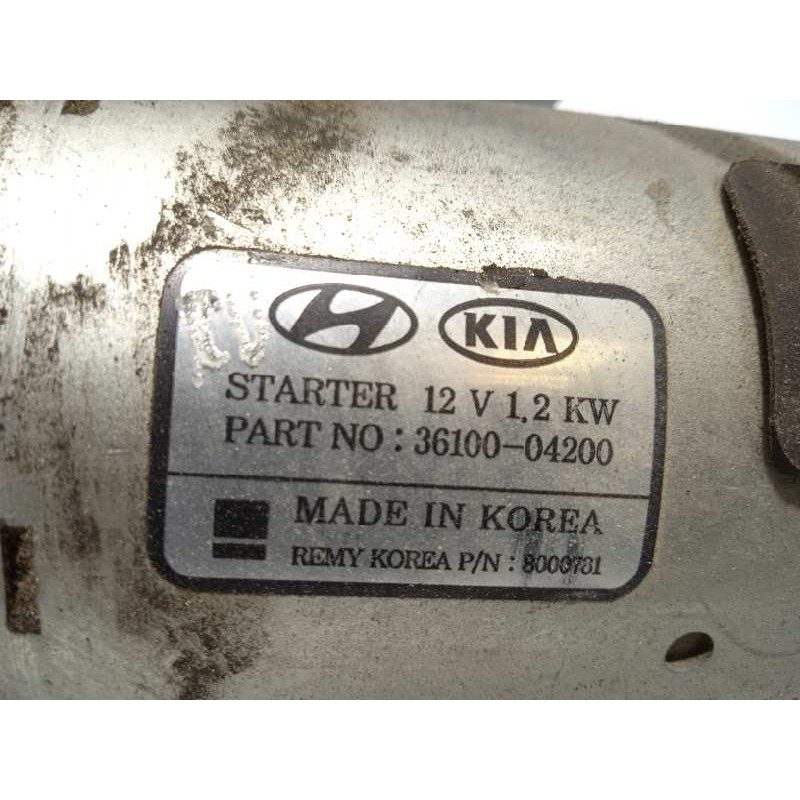 KIA
STARTER 12 V 1.2 KW
PART NO : 36100-04200
MADE IN KOREA
REMY KOREA P/N : 8000731